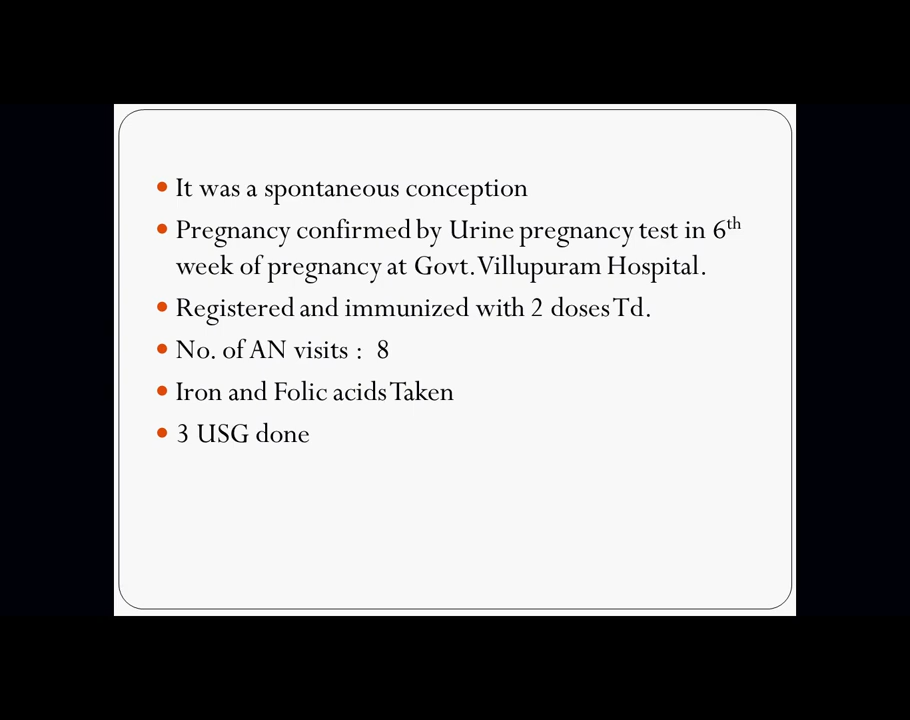 • It was a spontaneous conception
• Pregnancy confirmed by Urine pregnancy test in 6th
week of pregnancy at Govt. Villupuram Hospital.
• Registered and immunized with 2 doses Td.
• No. of AN visits : 8
• Iron and Folic acids Taken
• 3 USG done